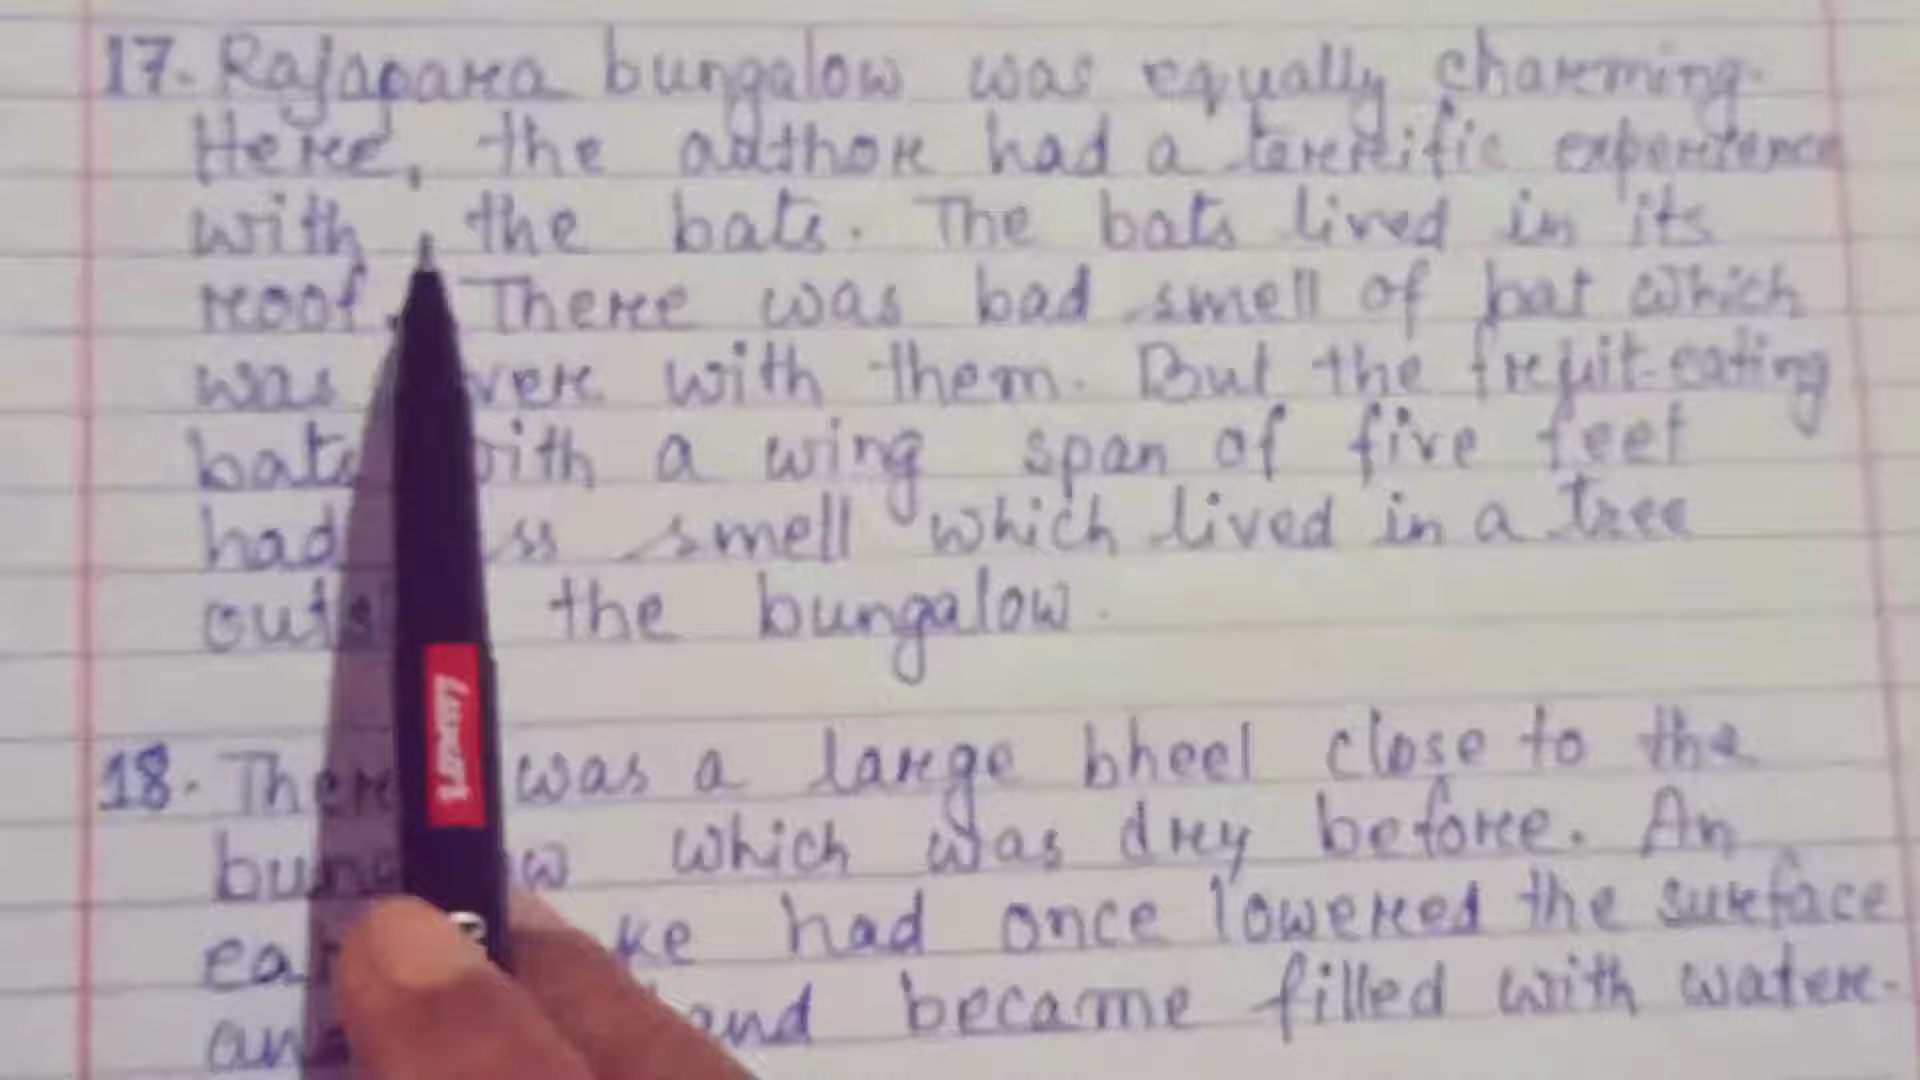 17. Rajapara bungalow was equally charming.
Here, the author had a terrific experience
with the bats. The bats lived in its
roof. There was bad smell of bat which
was with them. But the fruit-eating
bats with a wing span of five feet
had smell which lived in a tree
the bungalow.
18. There was a large bheel close to the
which was dry before. An
had once lowered the surface
and became filled with water.